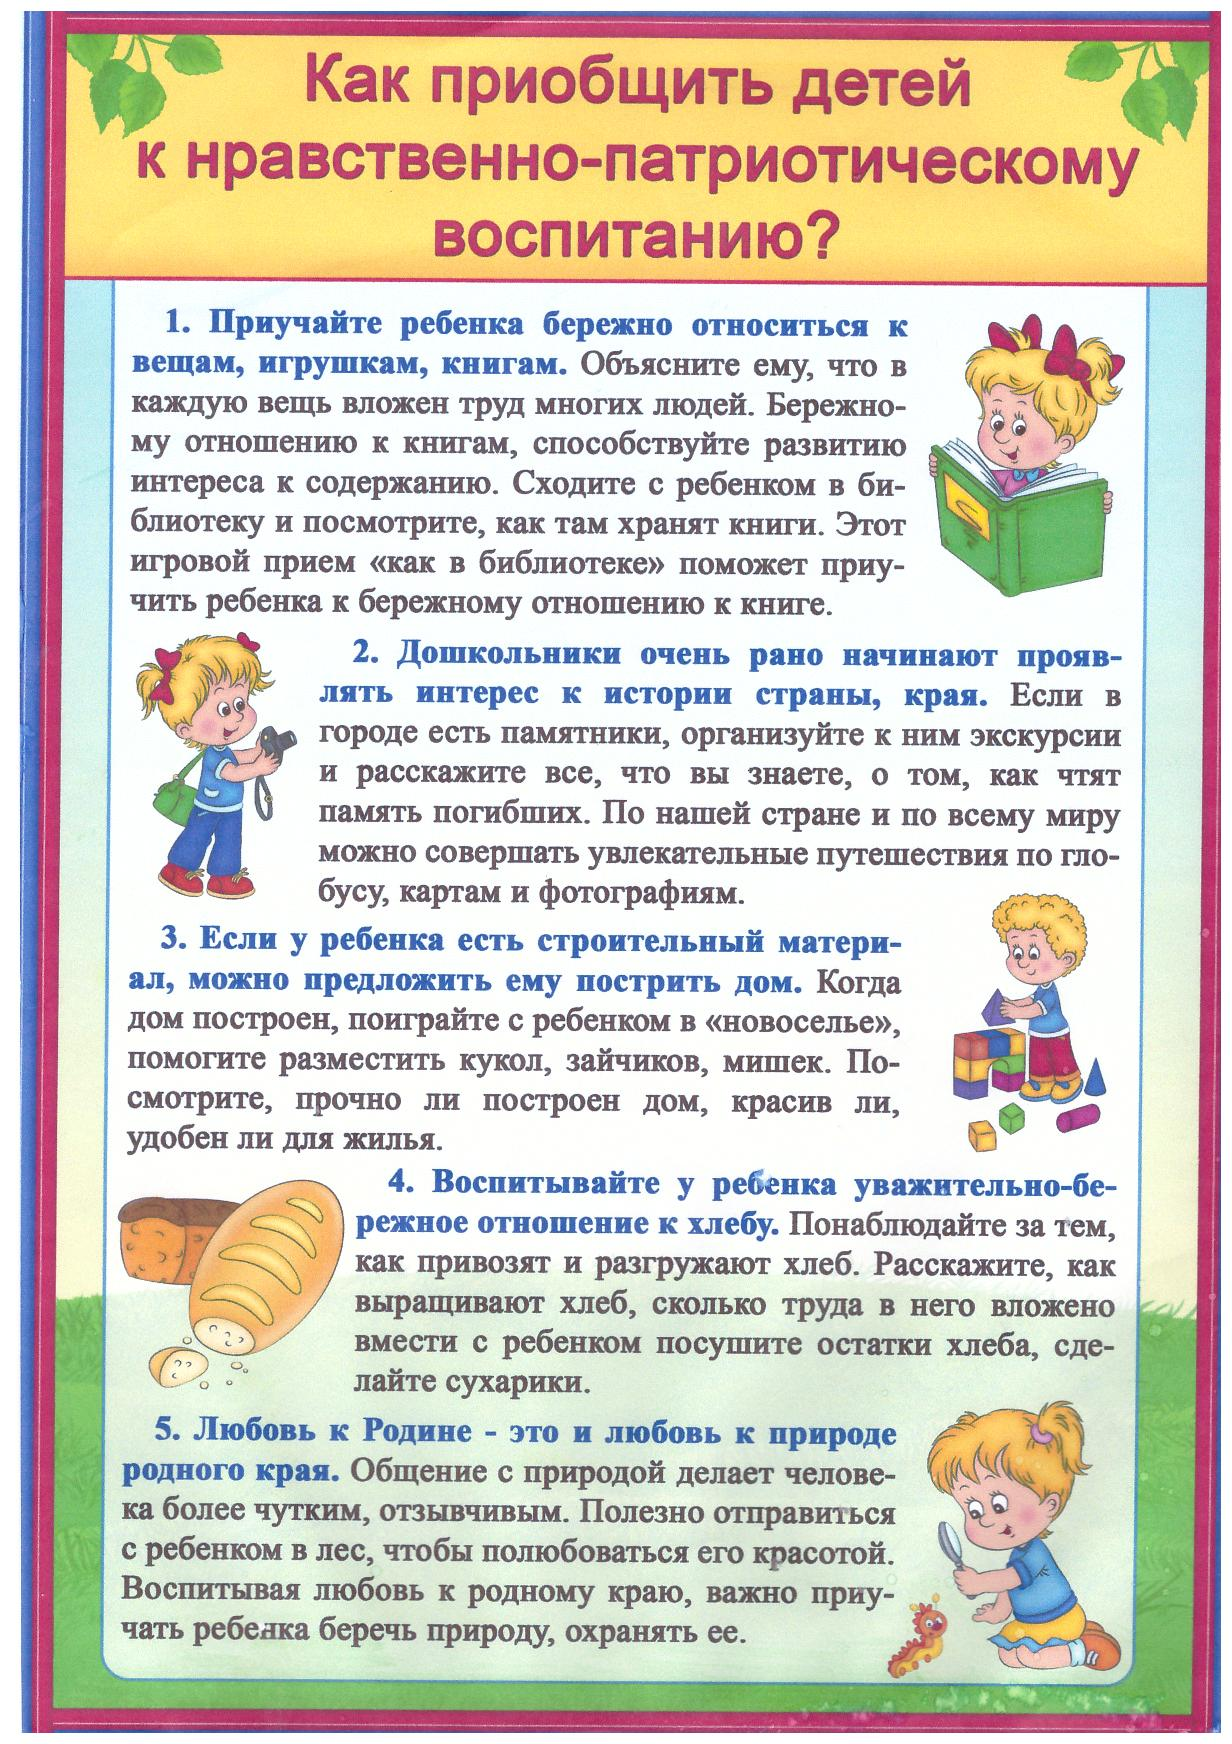 Как приобщить детей
к нравственно-патриотическому
воспитанию?
1. Приучайте ребенка бережно относиться к
вещам, игрушкам, книгам. Объясните ему, что в
каждую вещь вложен труд многих людей. Бережно-
му отношению к книгам, способствуйте развитию
интереса к содержанию. Сходите с ребенком в би-
блиотеку и посмотрите, как там хранят книги. Этот
игровой прием «как в библиотеке» поможет приу-
чить ребенка к бережному отношению к книге.
2. Дошкольники очень рано начинают прояв-
лять интерес к истории страны, края. Если в
городе есть памятники, организуйте к ним экскурсии
и расскажите все, что вы знаете, о том, как чтят
память погибших. По нашей стране и по всему миру
можно совершать увлекательные путешествия по гло-
бусу, картам и фотографиям.
3. Если у ребенка есть строительный матери-
ал, можно предложить ему построить дом. Когда
дом построен, поиграйте с ребенком в «новоселье»,
помогите разместить кукол, зайчиков, мишек. По-
смотрите, прочно ли построен дом, красив ли,
удобен ли для жилья.
4. Воспитывайте у ребенка уважительно-бе-
режное отношение к хлебу. Понаблюдайте за тем,
как привозят и разгружают хлеб. Расскажите, как
выращивают хлеб, сколько труда в него вложено
вмести с ребенком посушите остатки хлеба, сде-
лайте сухарики.
5. Любовь к Родине - это и любовь к природе
родного края. Общение с природой делает челове-
ка более чутким, отзывчивым. Полезно отправиться
с ребенком в лес, чтобы полюбоваться его красотой.
Воспитывая любовь к родному краю, важно приу-
чать ребенка беречь природу, охранять ее.